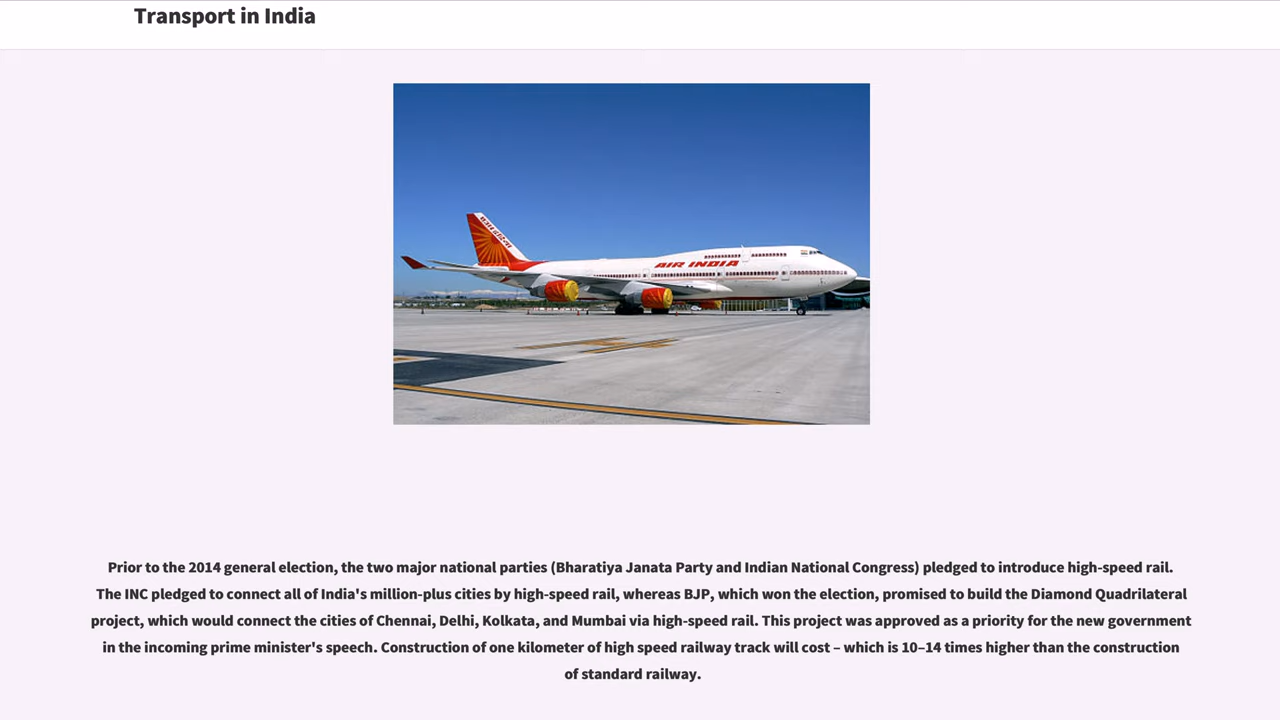 Transport in India
AIR INDIA
Prior to the 2014 general election, the two major national parties (Bharatiya Janata Party and Indian National Congress) pledged to introduce high-speed rail.
The INC pledged to connect all of India's million-plus cities by high-speed rail, whereas BJP, which won the election, promised to build the Diamond Quadrilateral
project, which would connect the cities of Chennai, Delhi, Kolkata, and Mumbai via high-speed rail. This project was approved as a priority for the new government
in the incoming prime minister's speech. Construction of one kilometer of high speed railway track will cost – which is 10–14 times higher than the construction
of standard railway.